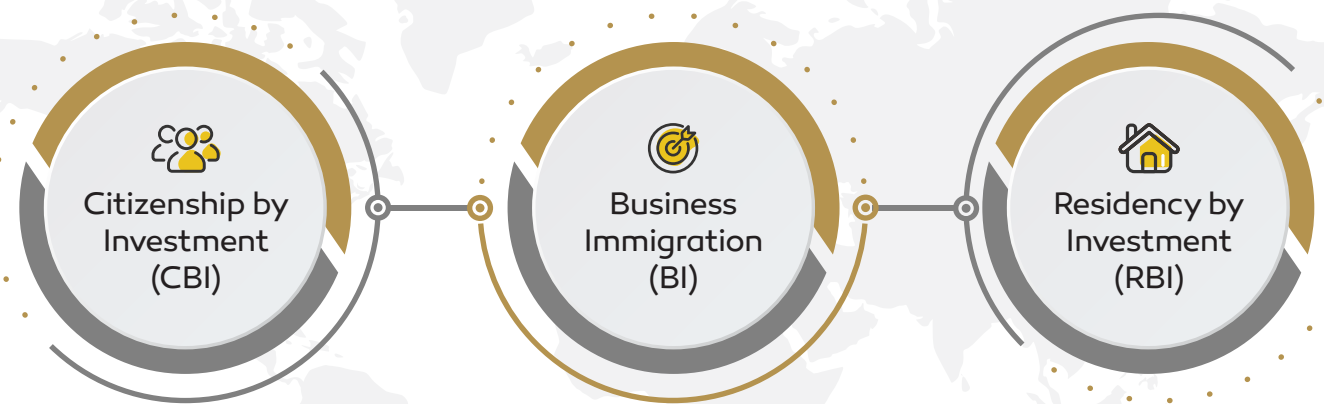 Citizenship by
Investment
(CBI)
Business
Immigration
(BI)
Residency by
Investment
(RBI)